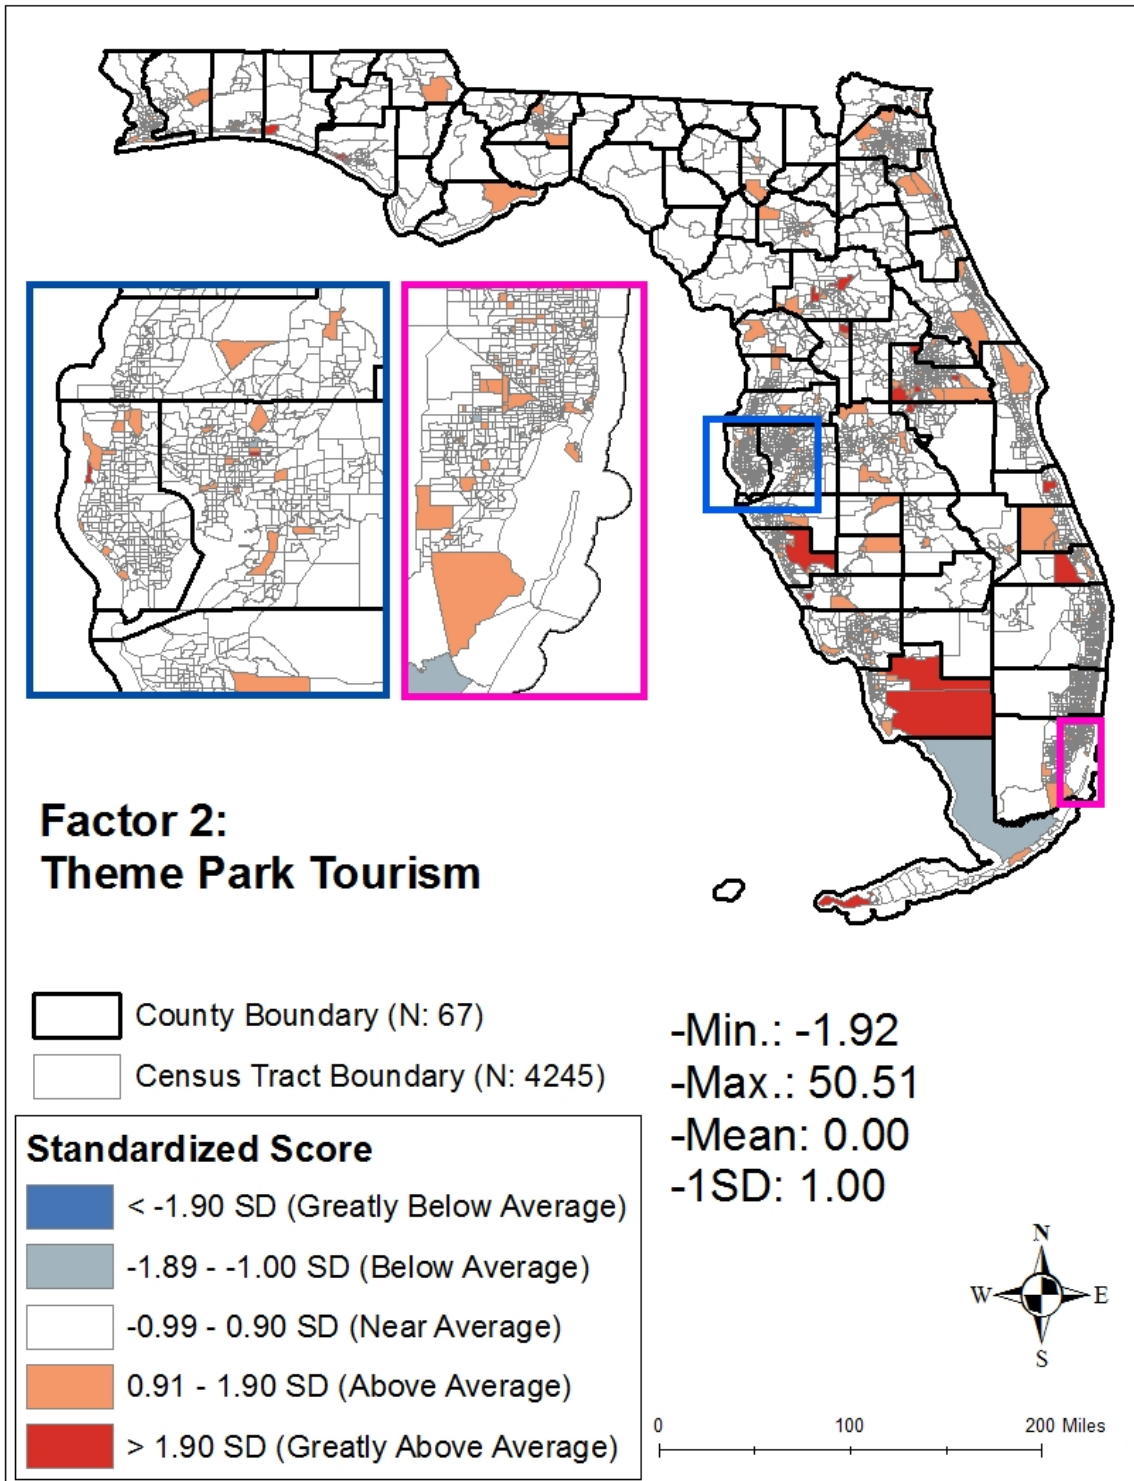 Factor 2:
Theme Park Tourism
County Boundary (N: 67)
Census Tract Boundary (N: 4245)
-Min.: -1.92
-Max.: 50.51
-Mean: 0.00
-1SD: 1.00
Standardized Score
< -1.90 SD (Greatly Below Average)
-1.89 - -1.00 SD (Below Average)
-0.99 - 0.90 SD (Near Average)
0.91 - 1.90 SD (Above Average)
> 1.90 SD (Greatly Above Average)
N
W E
S
0 100 200 Miles